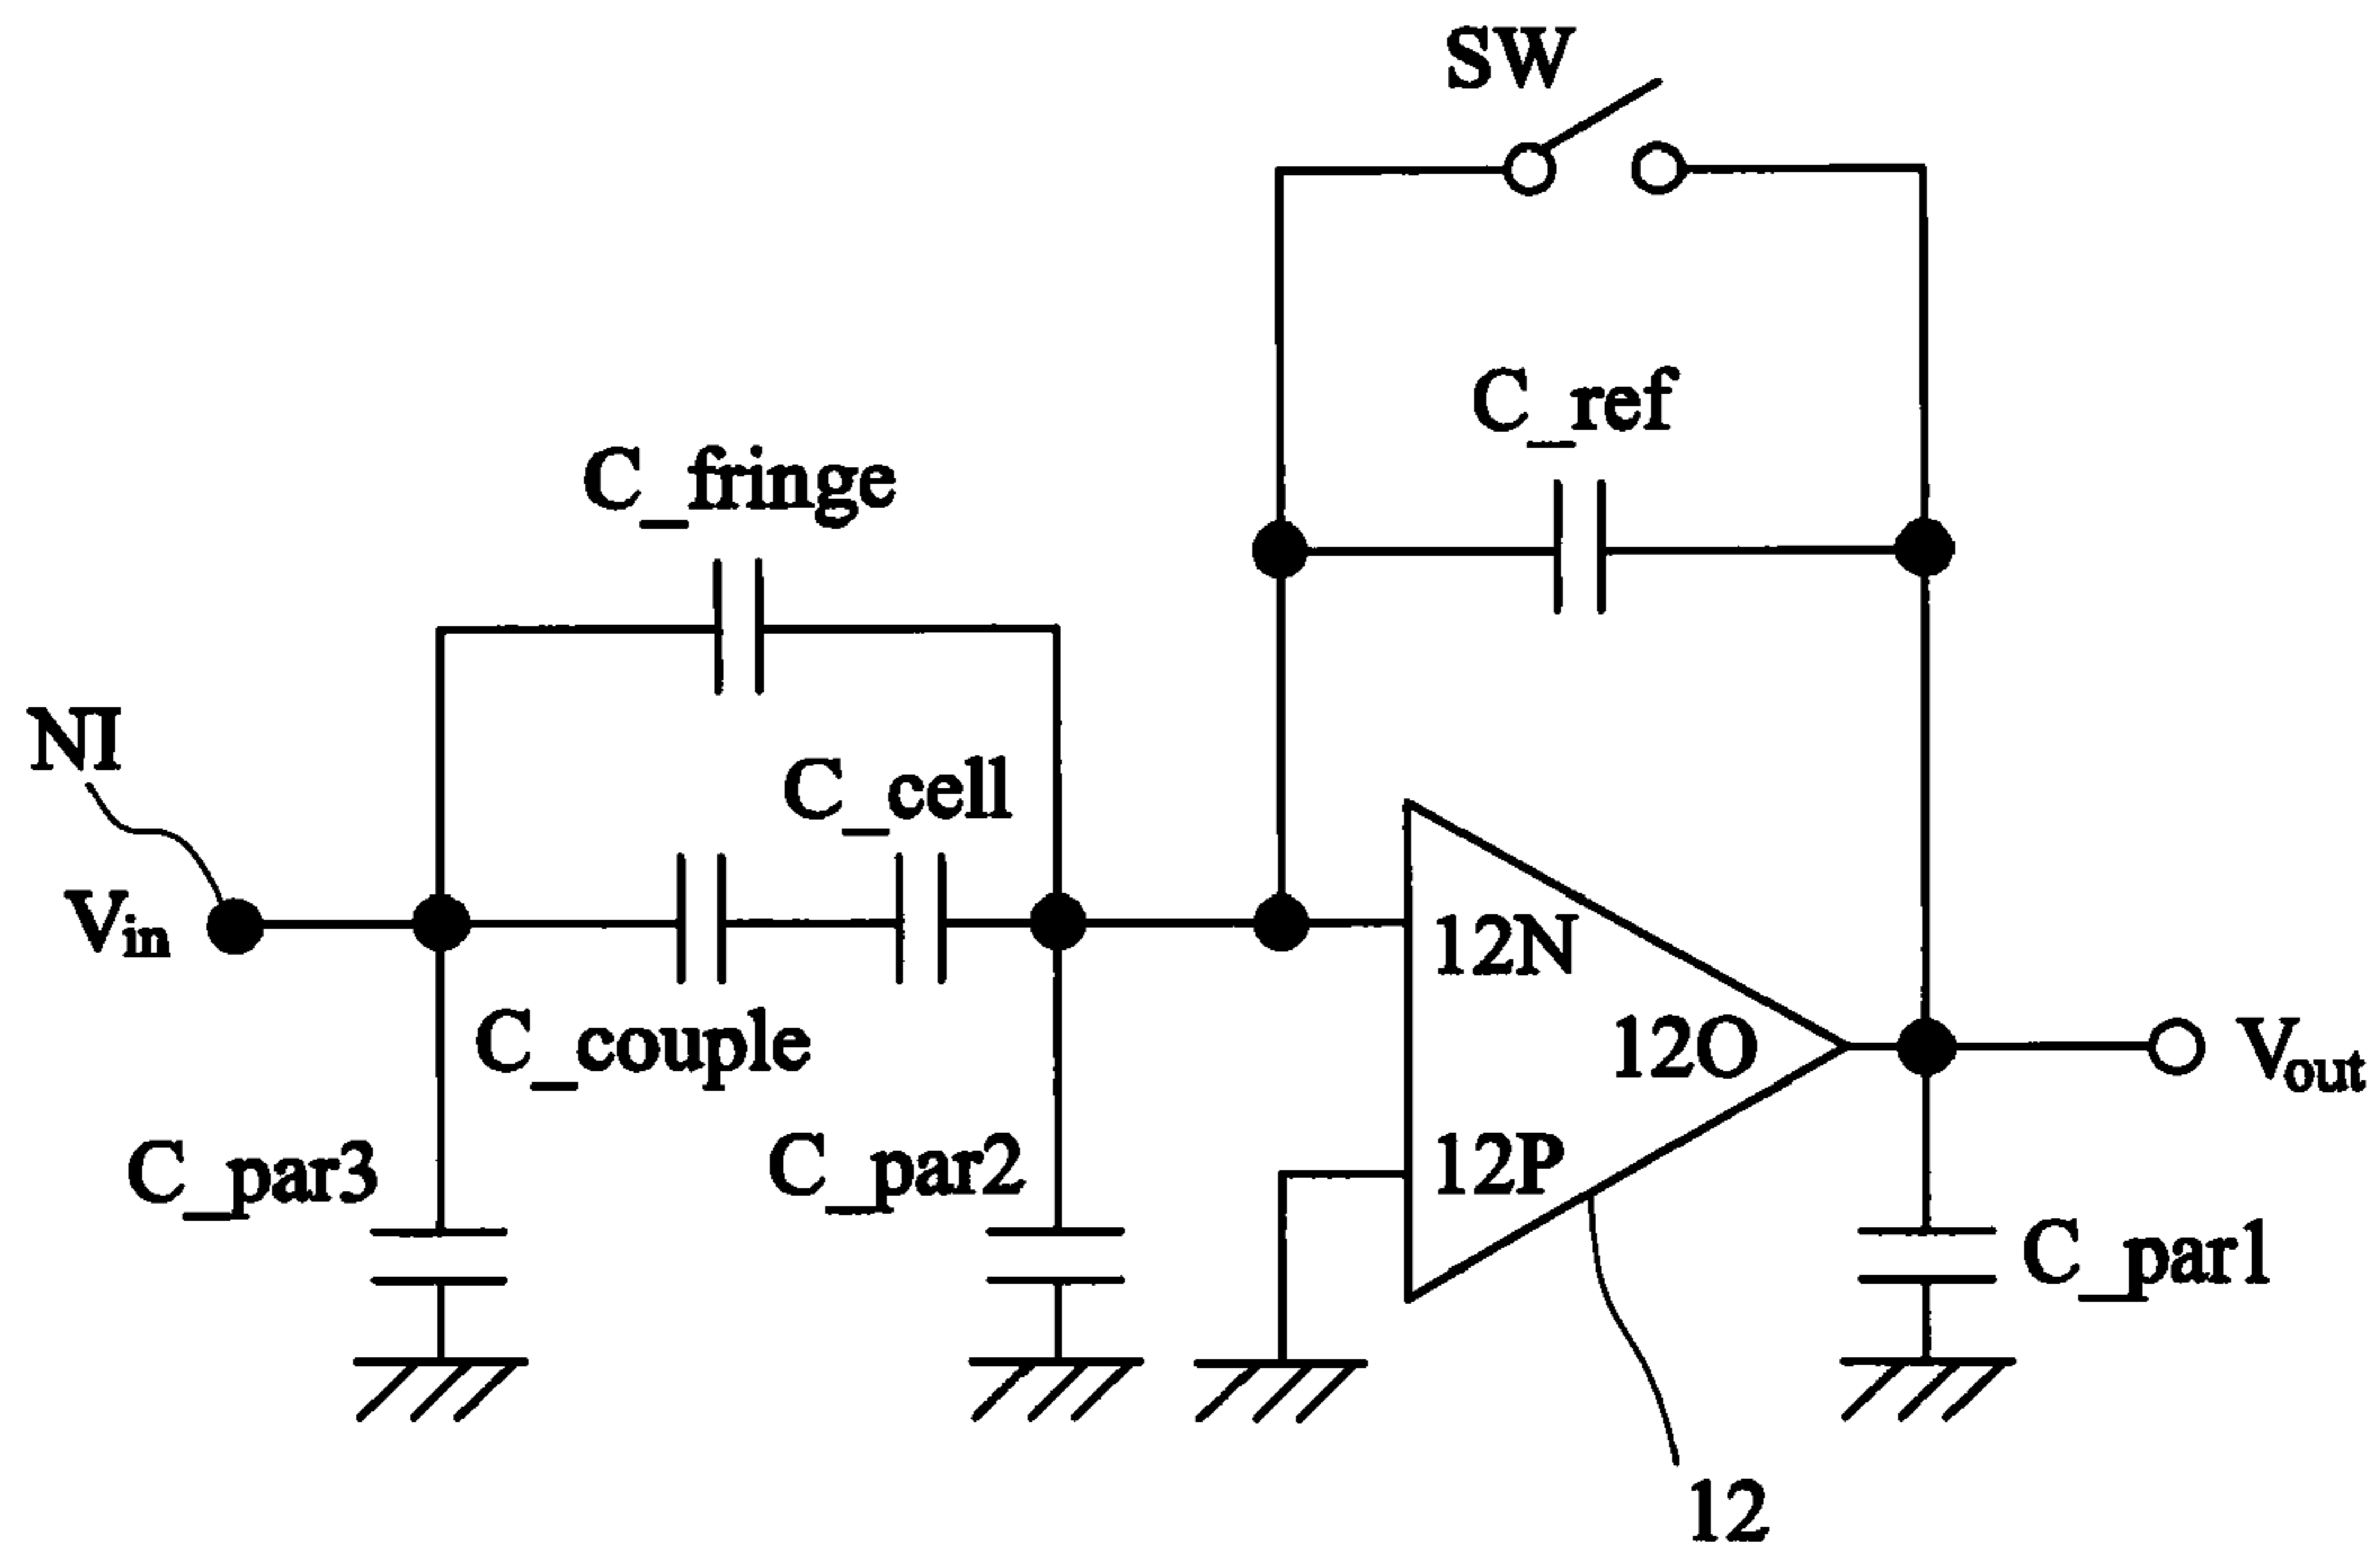 SW
C_ref
C_fringe
NI
C_cell
Vin
12N
C_couple
12O
Vout
C_par3
C_par2
12P
C_par1
12